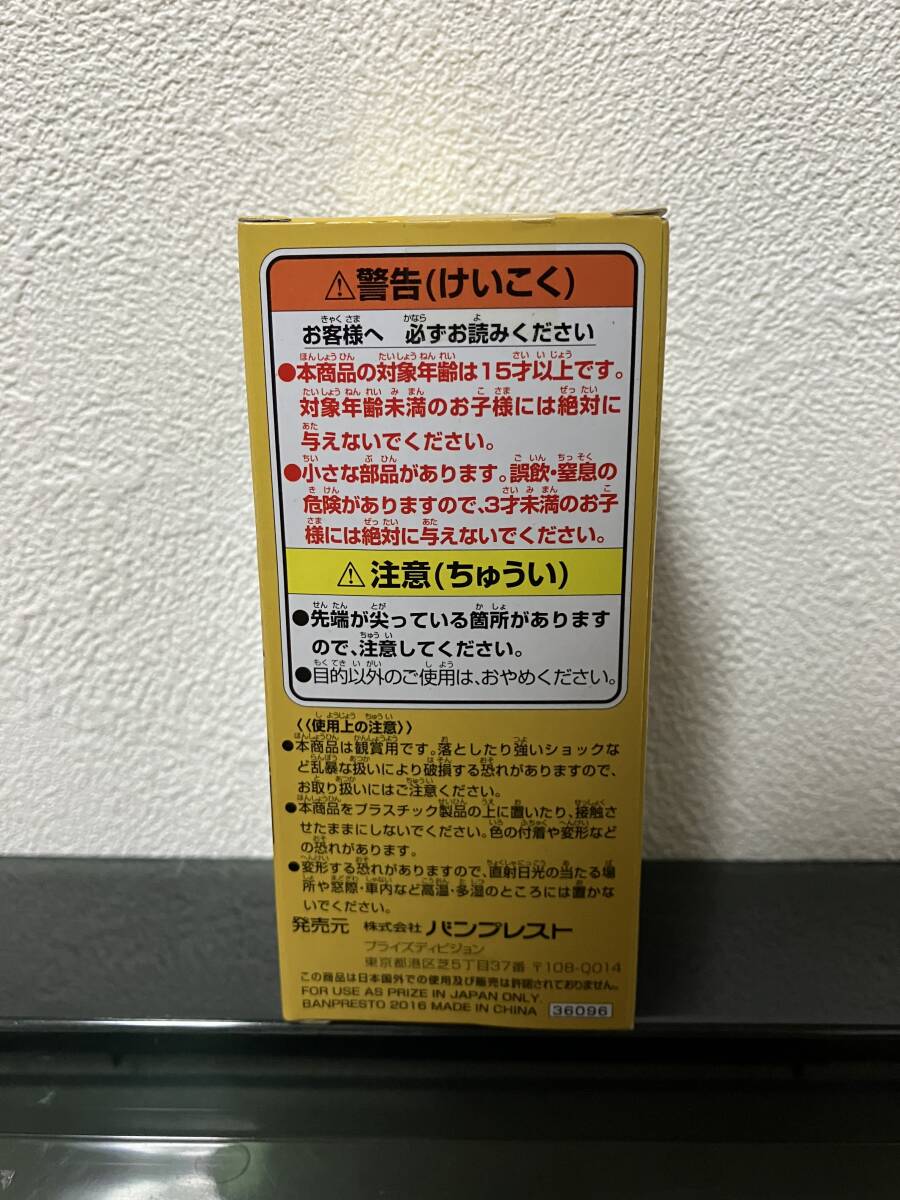 ⚠警告(けいこく)
お客様へ 必ずお読みください
●本商品の対象年齢は15才以上です。
対象年齢未満のお子様には絶対に
与えないでください。
●小さな部品があります。誤飲・窒息の
危険がありますので、3才未満のお子
様には絶対に与えないでください。
⚠注意(ちゅうい)
●先端が尖っている箇所があります
ので、注意してください。
●目的以外のご使用は、おやめください。
《使用上の注意》
●本商品は観賞用です。落としたり強いショックな
ど乱暴な扱いにより破損する恐れがありますので、
お取り扱いにはご注意ください。
●本商品をプラスチック製品の上に置いたり、接触さ
せたままにしないでください。色の付着や変形など
の恐れがあります。
●変形する恐れがありますので、直射日光の当たる場
所や窓際・車内など高温・多湿のところには置かな
いでください。
発売元 株式会社 バンプレスト
プライズディビジョン
東京都港区芝5丁目37番 〒108-0014
この商品は日本国外での使用及び販売は許諾されておりません。
FOR USE AS PRIZE IN JAPAN ONLY.
BANPRESTO 2016 MADE IN CHINA 36096